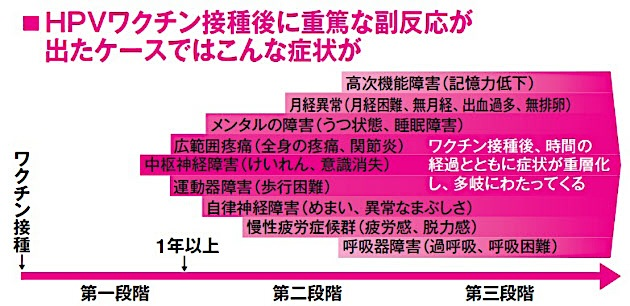 ■HPVワクチン接種後に重篤な副反応が
出たケースではこんな症状が
高次機能障害(記憶力低下)
月経異常(月経困難、無月経、出血過多、無排卵)
メンタルの障害(うつ状態、睡眠障害)
広範囲疼痛(全身の疼痛、関節炎)
中枢神経障害(けいれん、意識消失)
運動器障害(歩行困難)
自律神経障害(めまい、異常なまぶしさ)
慢性疲労症候群(疲労感、脱力感)
呼吸器障害(過呼吸、呼吸困難)
ワクチン接種後、時間の
経過とともに症状が重層化
し、多岐にわたってくる
ワクチン接種
1年以上
第一段階
第二段階
第三段階